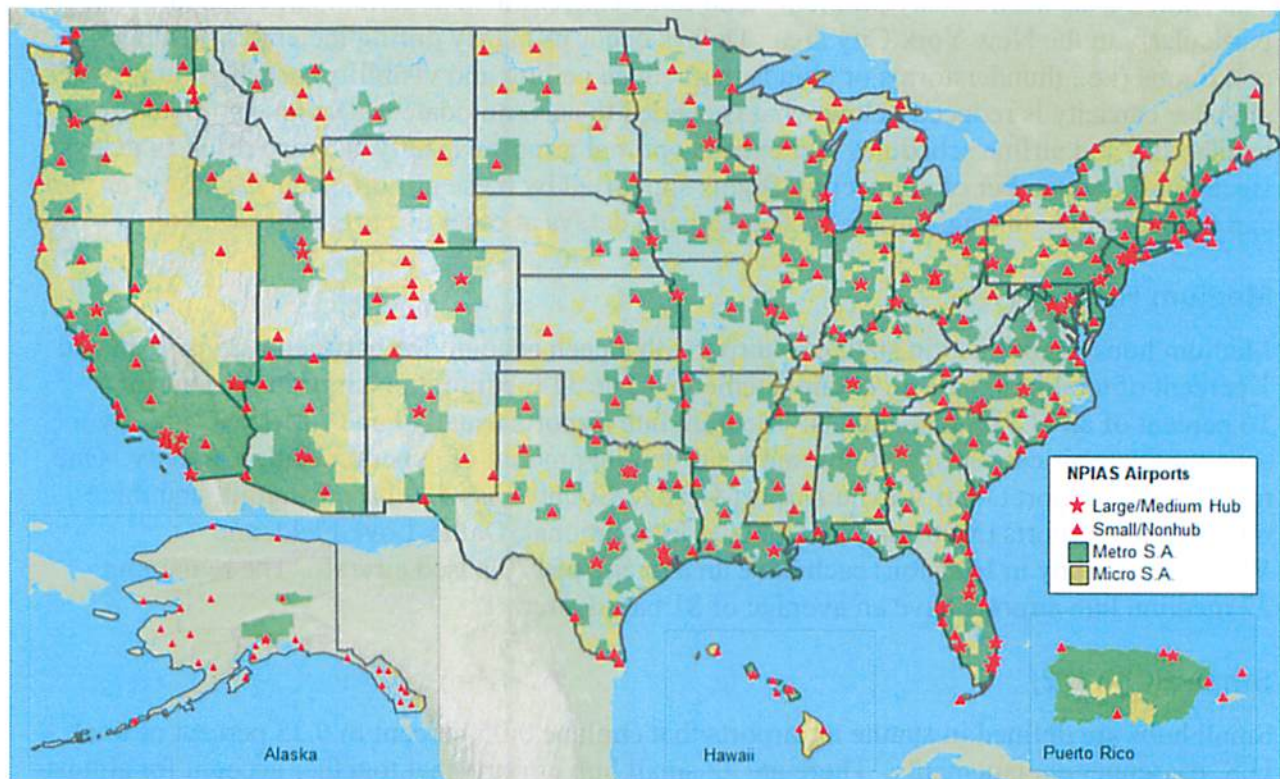 NPIAS Airports
Large/Medium Hub
Small/Nonhub
Metro S.A.
Micro S.A.
Alaska
Hawaii
Puerto Rico